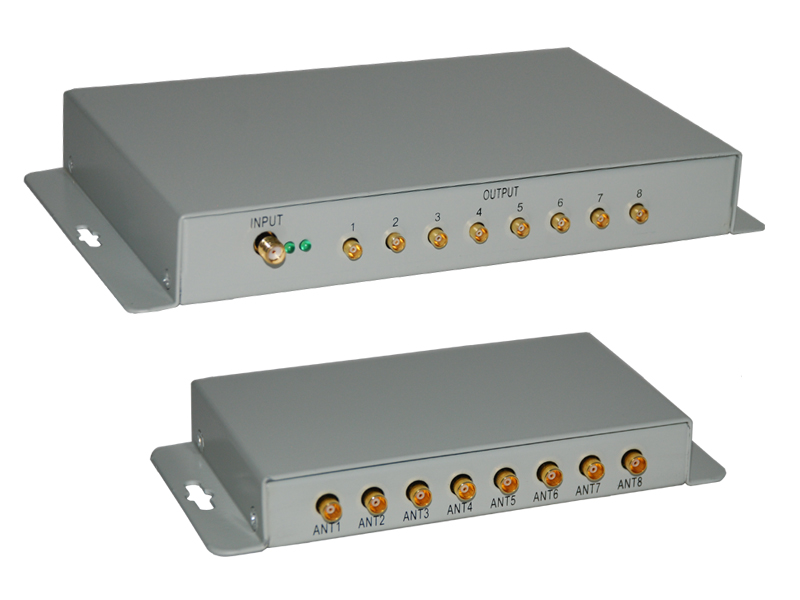 OUTPUT
INPUT
1 2 3 4 5 6 7 8
ANT1 ANT2 ANT3 ANT4 ANT5 ANT6 ANT7 ANT8